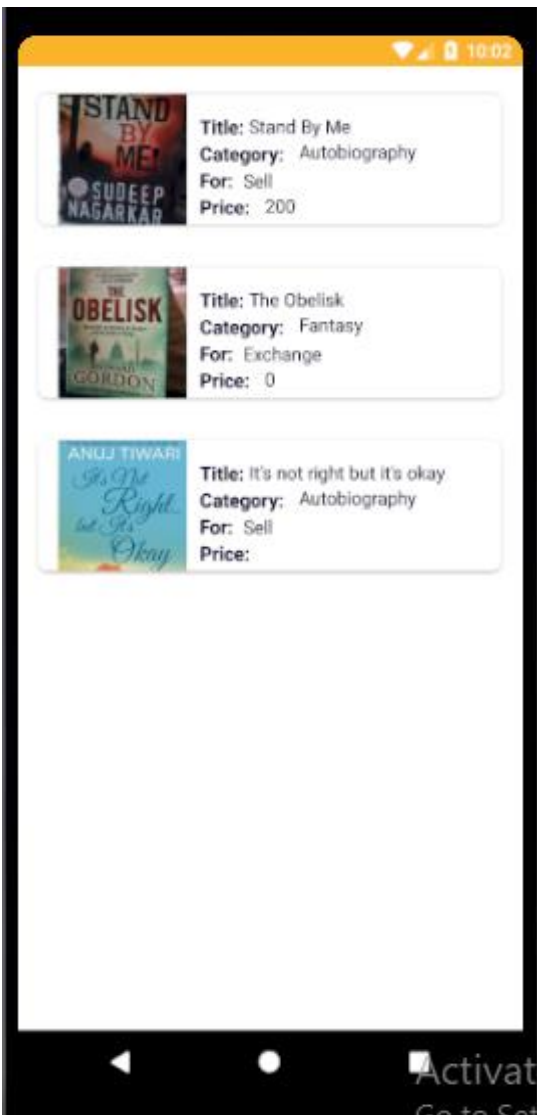 10:02
STAND
BY
ME!
SUDEEP
NAGARKAR
Title: Stand By Me
Category: Autobiography
For: Sell
Price: 200
THE
OBELISK
GORDON
Title: The Obelisk
Category: Fantasy
For: Exchange
Price: 0
ANUJ TIWARI
It's Not
Right..
but It's
Okay
Title: It's not right but it's okay
Category: Autobiography
For: Sell
Price:
Activat
Go to Set